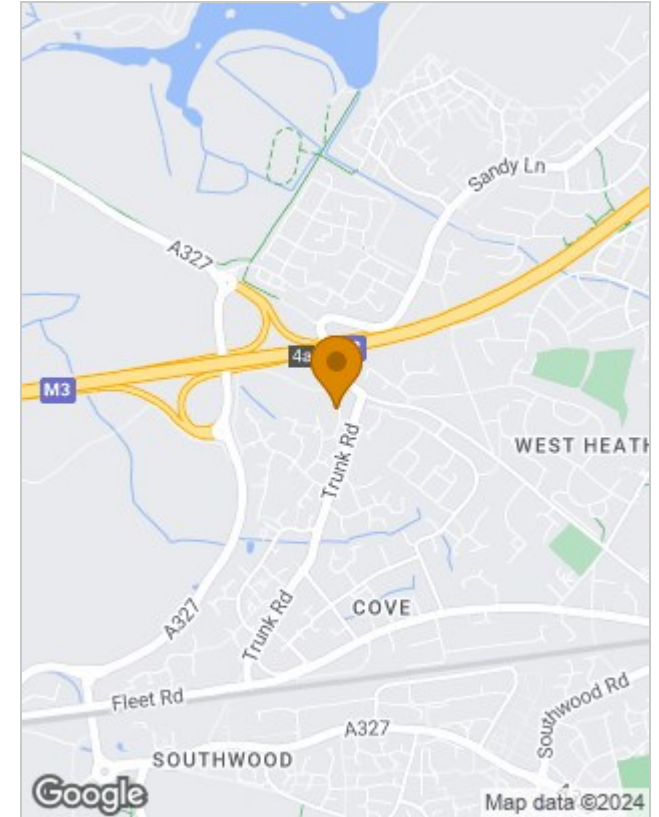 Sandy Ln
A327
4a
M3
WEST HEATH
Trunk Rd
COVE
A327
Trunk Rd
Fleet Rd
Southwood Rd
A327
SOUTHWOOD
Google
Map data ©2024